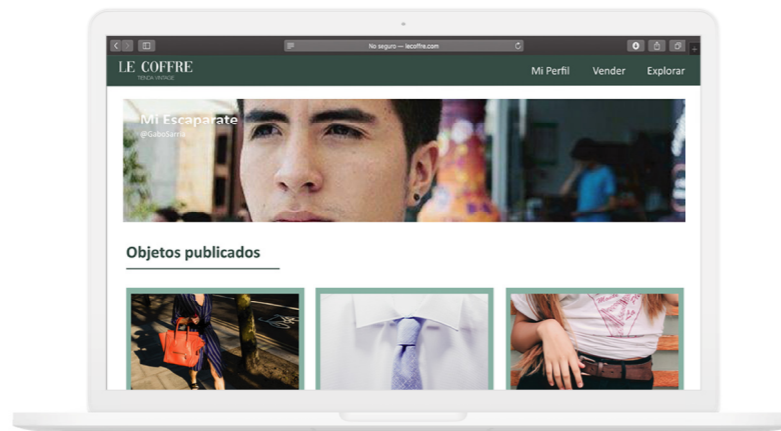 No seguro — lecoffre.com
LE COFFRE
TIENDA VINTAGE
Mi Perfil Vender Explorar
Mi Escaparate
@GaboSarria
Objetos publicados